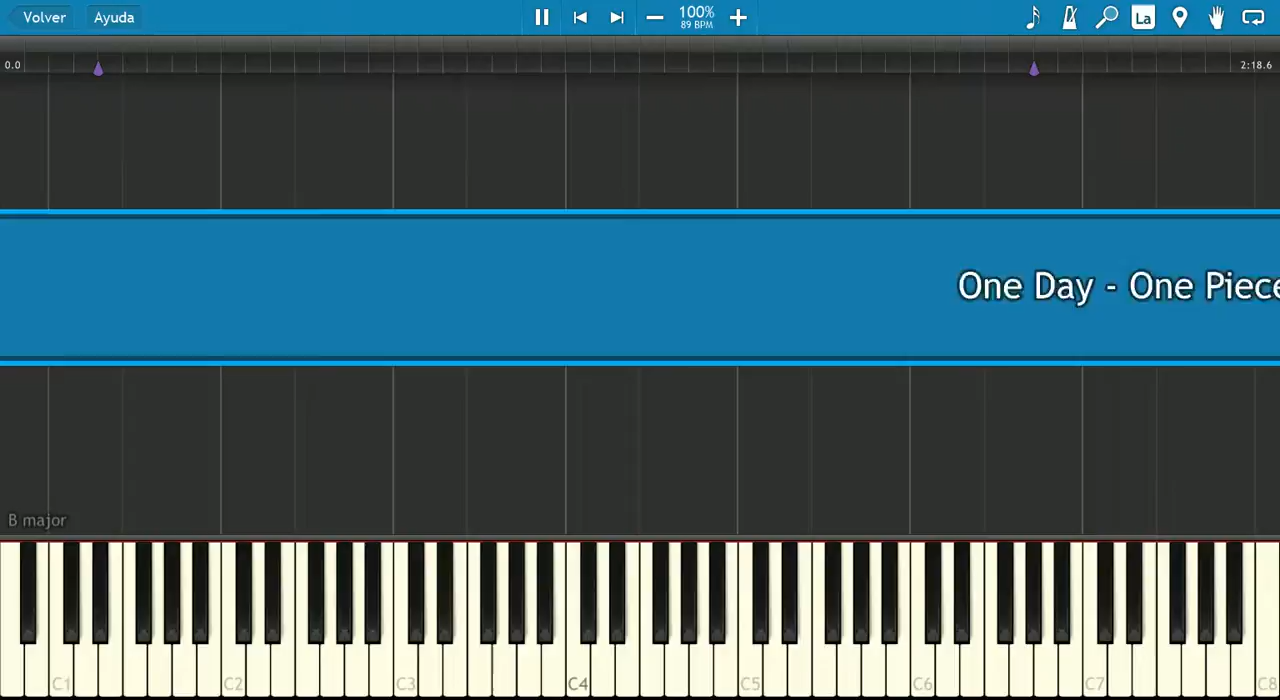 Volver Ayuda 100% La
89 BPM
0.0 2:18.6
One Day - One Piece
B major
C1 C2 C3 C4 C5 C6 C7 C8